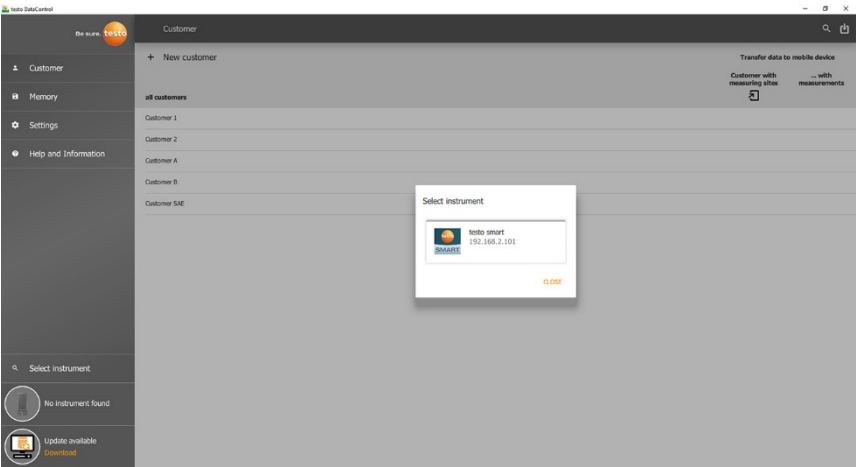 testo DataControl
Be sure. testo
Customer
Customer
Memory
Settings
Help and Information
+ New customer
Transfer data to mobile device
Customer with measuring sites
... with measurements
all customers
Customer 1
Customer 2
Customer A
Customer B
Customer SAE
Select instrument
testo smart
192.168.2.101
SMART
CLOSE
Select instrument
No instrument found
Update available
Download